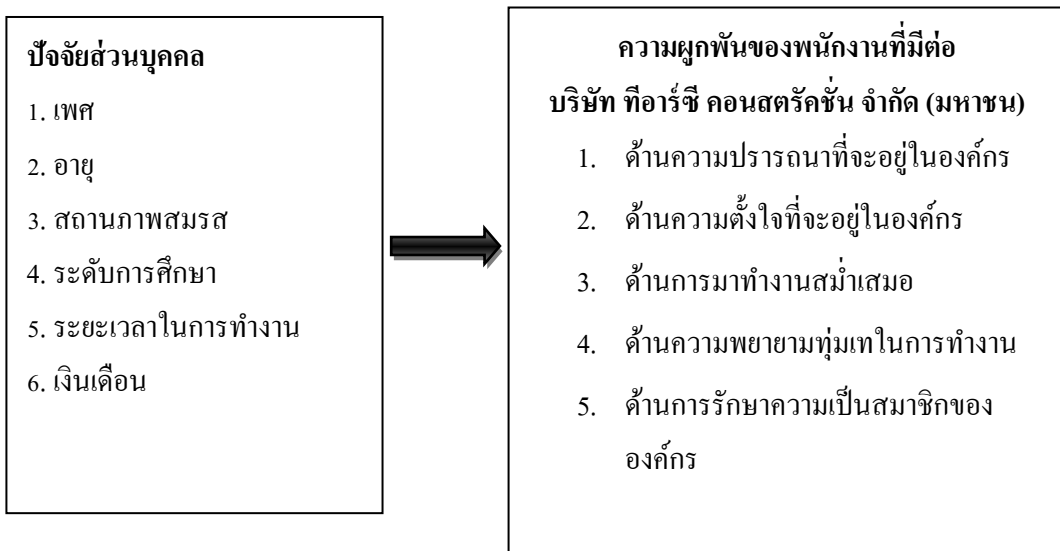 ปัจจัยส่วนบุคคล
1. เพศ
2. อายุ
3. สถานภาพสมรส
4. ระดับการศึกษา
5. ระยะเวลาในการทำงาน
6. เงินเดือน
ความผูกพันของพนักงานที่มีต่อ
บริษัท ทีอาร์ซี คอนสตรัคชั่น จำกัด (มหาชน)
1. ด้านความปรารถนาที่จะอยู่ในองค์กร
2. ด้านความตั้งใจที่จะอยู่ในองค์กร
3. ด้านการมาทำงานสม่ำเสมอ
4. ด้านความพยายามทุ่มเทในการทำงาน
5. ด้านการรักษาความเป็นสมาชิกของ
องค์กร